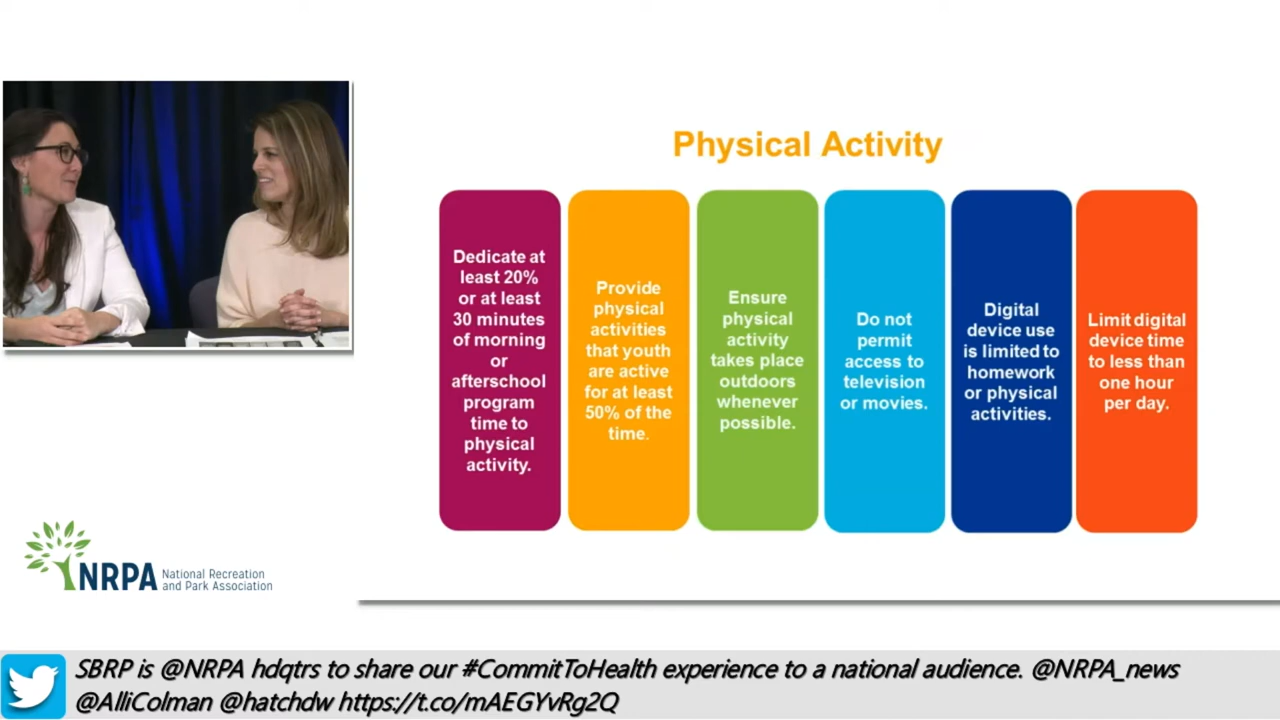 Physical Activity
Dedicate at
least 20%
or at least
30 minutes
of morning
or
afterschool
program
time to
physical
activity.
Provide
physical
activities
that youth
are active
for at least
50% of the
time.
Ensure
physical
activity
takes place
outdoors
whenever
possible.
Do not
permit
access to
television
or movies.
Digital
device use
is limited to
homework
or physical
activities.
Limit digital
device time
to less than
one hour
per day.
NRPA National Recreation
and Park Association
SBRP is @NRPA hdqtrs to share our #CommitToHealth experience to a national audience. @NRPA_news
@AlliColman @hatchdw https://t.co/mAEGYvRg2Q